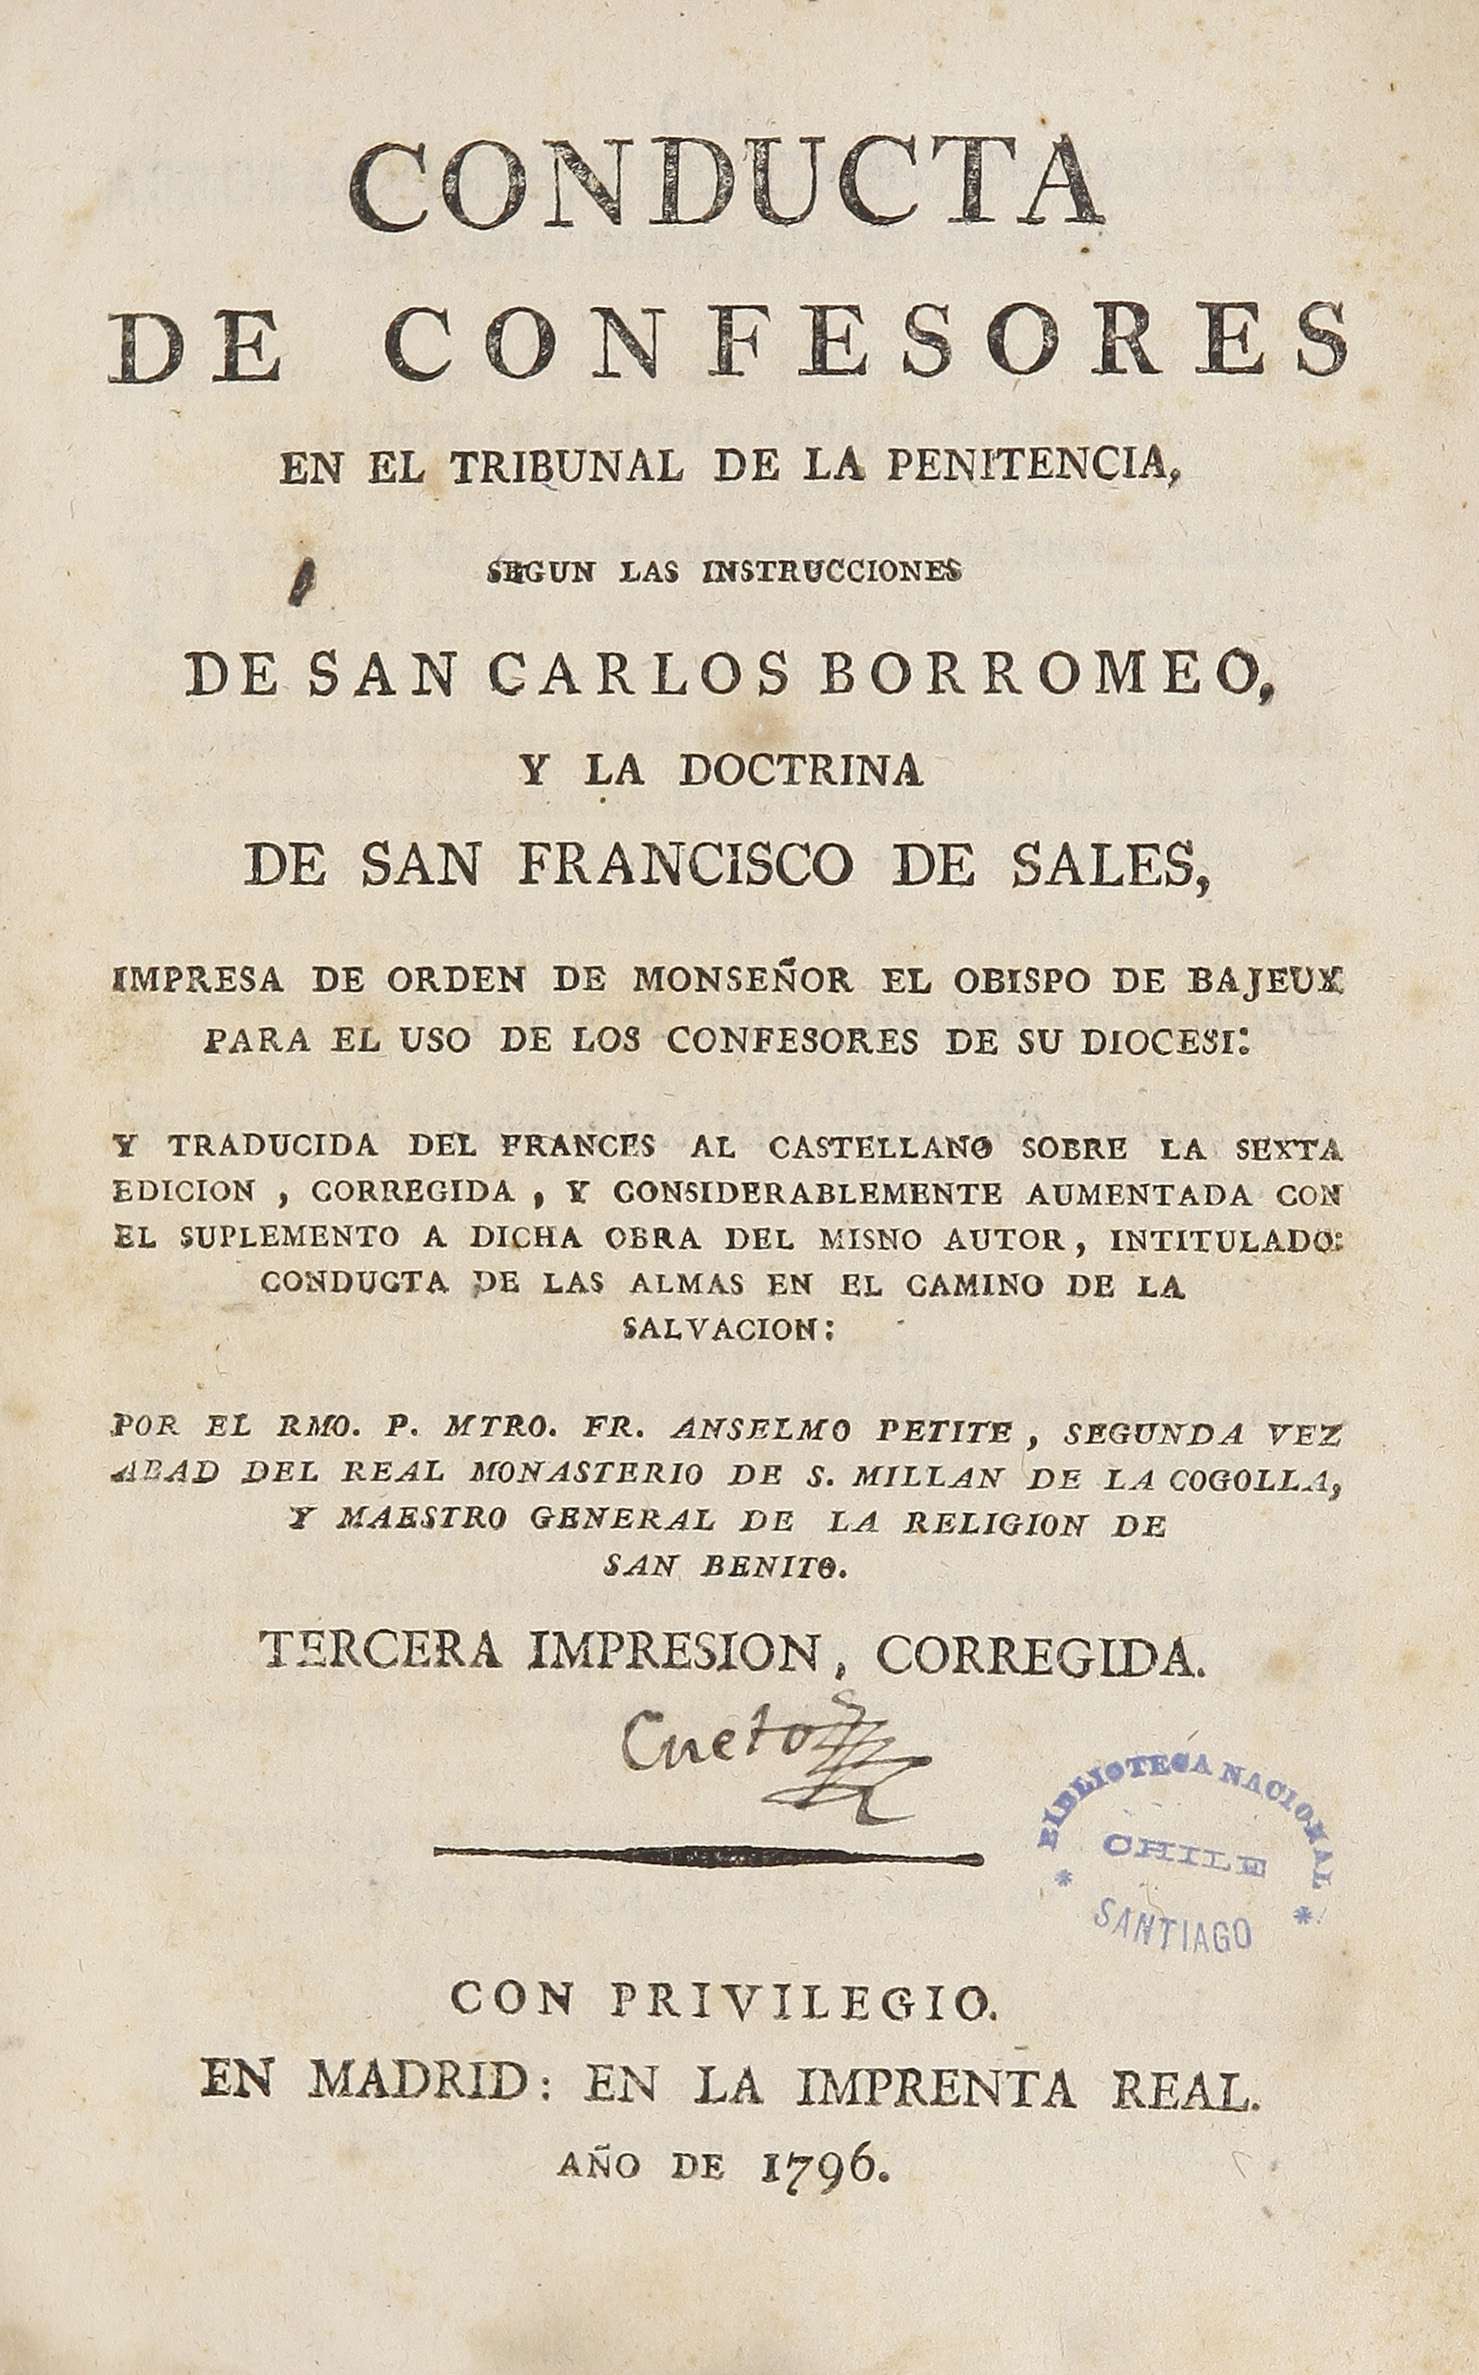 CONDUCTA
DE CONFESORES
EN EL TRIBUNAL DE LA PENITENCIA,
SEGUN LAS INSTRUCCIONES
DE SAN CARLOS BORROMEO,
Y LA DOCTRINA
DE SAN FRANCISCO DE SALES,
IMPRESA DE ORDEN DE MONSEÑOR EL OBISPO DE BAJEUX
PARA EL USO DE LOS CONFESORES DE SU DIOCESI:
Y TRADUCIDA DEL FRANCES AL CASTELLANO SOBRE LA SEXTA
EDICION , CORREGIDA , Y CONSIDERABLEMENTE AUMENTADA CON
EL SUPLEMENTO A DICHA OBRA DEL MISNO AUTOR, INTITULADO:
CONDUCTA DE LAS ALMAS EN EL CAMINO DE LA
SALVACION:
POR EL RMO. P. MTRO. FR. ANSELMO PETITE , SEGUNDA VEZ
ABAD DEL REAL MONASTERIO DE S. MILLAN DE LA COGOLLA,
Y MAESTRO GENERAL DE LA RELIGION DE
SAN BENITO.
TERCERA IMPRESION, CORREGIDA.
Cueto
BIBLIOTECA NACIONAL
CHILE
* SANTIAGO *
CON PRIVILEGIO.
EN MADRID: EN LA IMPRENTA REAL.
AÑO DE 1796.